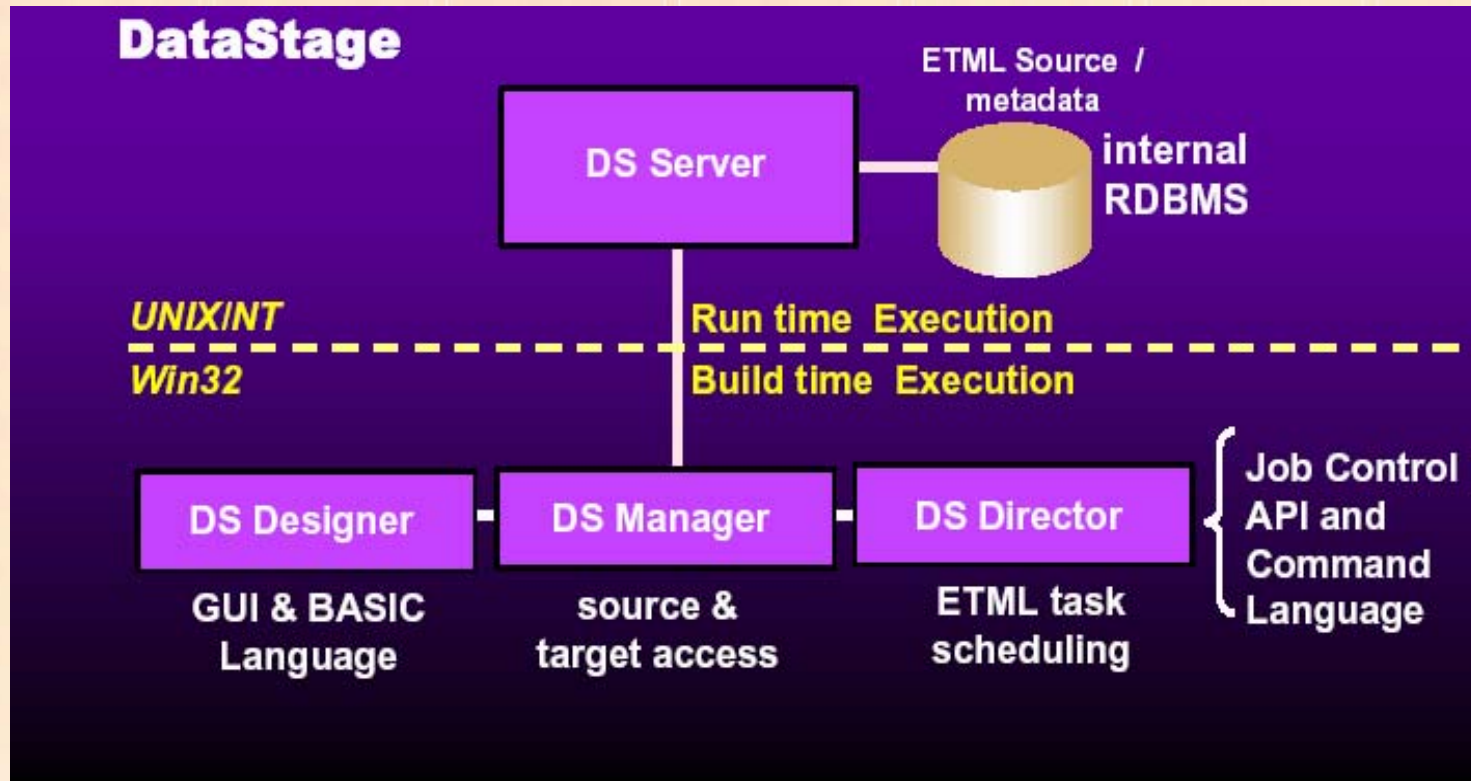 DataStage
ETML Source /
metadata
DS Server
internal
RDBMS
UNIX/NT
Run time Execution
Win32
Build time Execution
DS Designer
DS Manager
DS Director
GUI & BASIC
Language
source &
target access
ETML task
scheduling
Job Control
API and
Command
Language